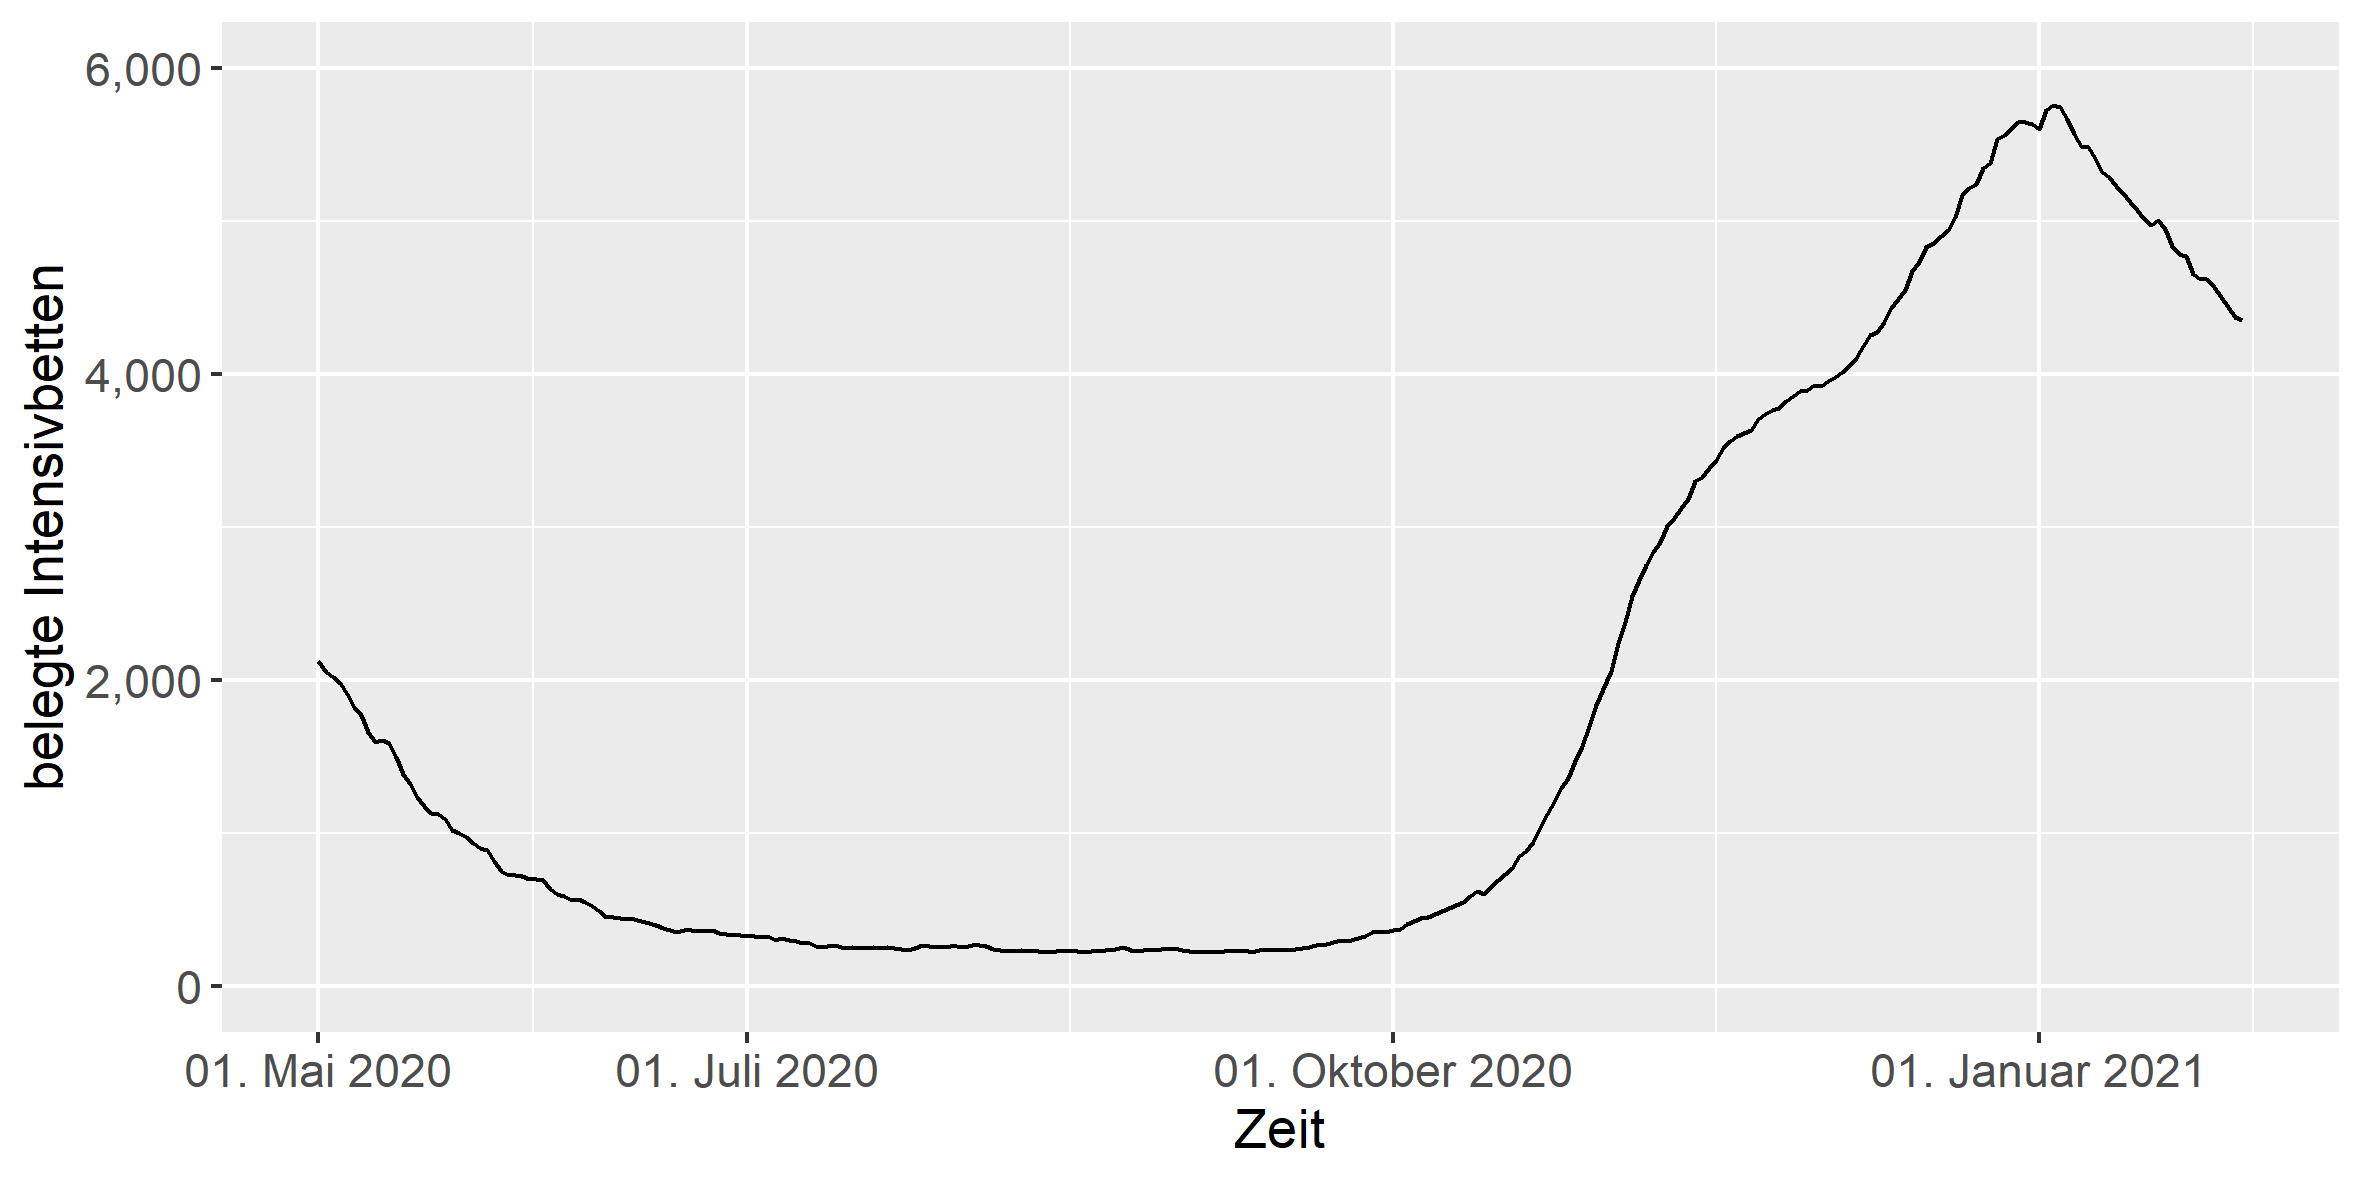 belegte Intensivbetten
6,000
4,000
2,000
0
01. Mai 2020
01. Juli 2020
01. Oktober 2020
01. Januar 2021
Zeit